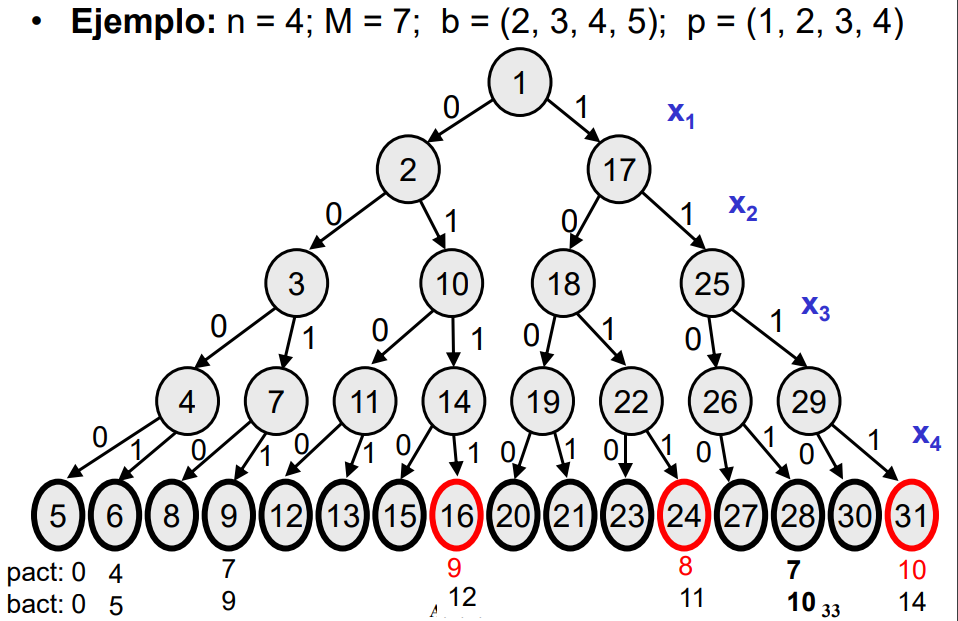 • Ejemplo: n = 4; M = 7; b = (2, 3, 4, 5); p = (1, 2, 3, 4)
1
0 1 x1
2 17
0 1 0 1 x2
3 10 18 25
0 1 0 1 0 1 0 1 x3
4 7 11 14 19 22 26 29
0 1 0 1 0 1 0 1 0 1 0 1 0 1 0 1 x4
5 6 8 9 12 13 15 16 20 21 23 24 27 28 30 31
pact: 0 4 7 9 8 7 10
bact: 0 5 9 12 11 10 33 14